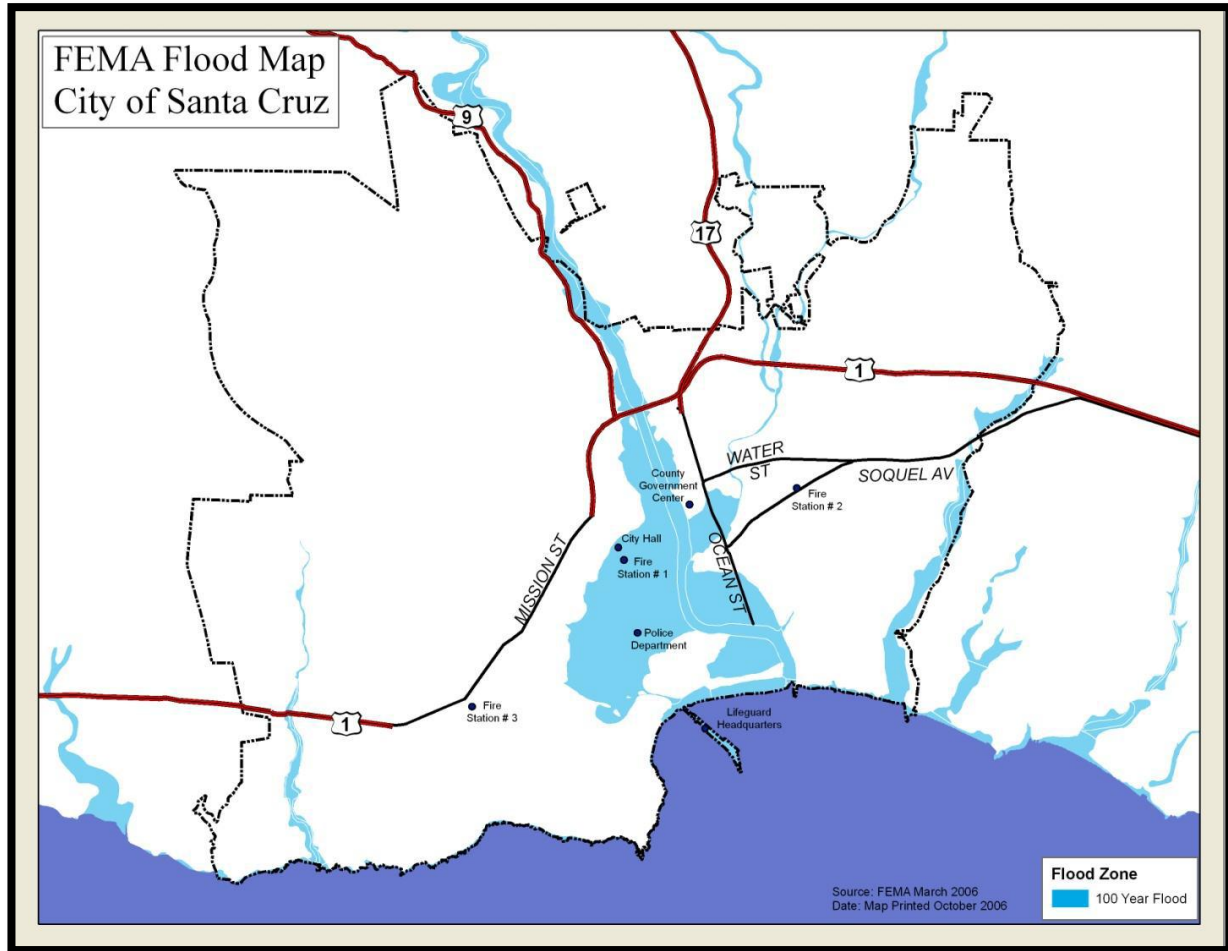 FEMA Flood Map
City of Santa Cruz
9
17
1
WATER
ST
SOQUEL AV
County
Government
Center
Fire
Station # 2
City Hall
Fire
Station # 1
OCEAN ST
MISSION ST
Police
Department
Fire
Station # 3
1
Lifeguard
Headquarters
Flood Zone
100 Year Flood
Source: FEMA March 2006
Date: Map Printed October 2006